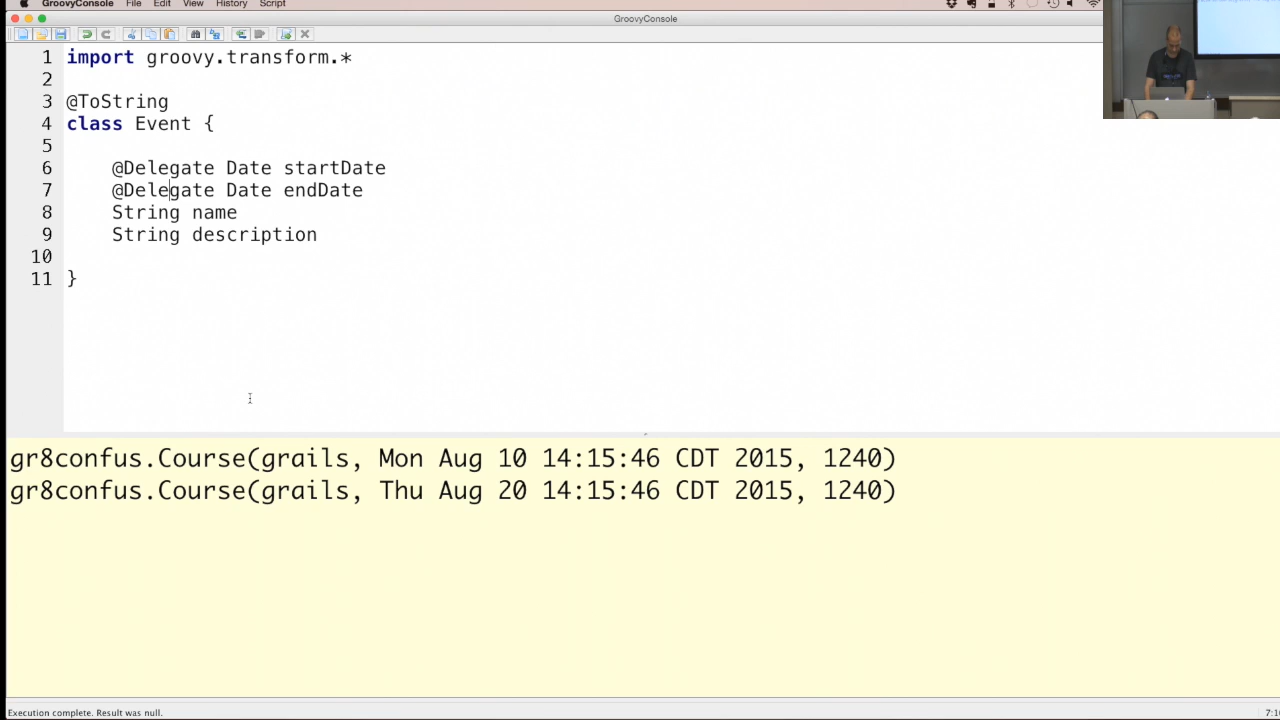 GroovyConsole File Edit View History Script
GroovyConsole
1 import groovy.transform.*
2
3 @ToString
4 class Event {
5
6 @Delegate Date startDate
7 @Delegate Date endDate
8 String name
9 String description
10
11 }
gr8confus.Course(grails, Mon Aug 10 14:15:46 CDT 2015, 1240)
gr8confus.Course(grails, Thu Aug 20 14:15:46 CDT 2015, 1240)
Execution complete. Result was null.